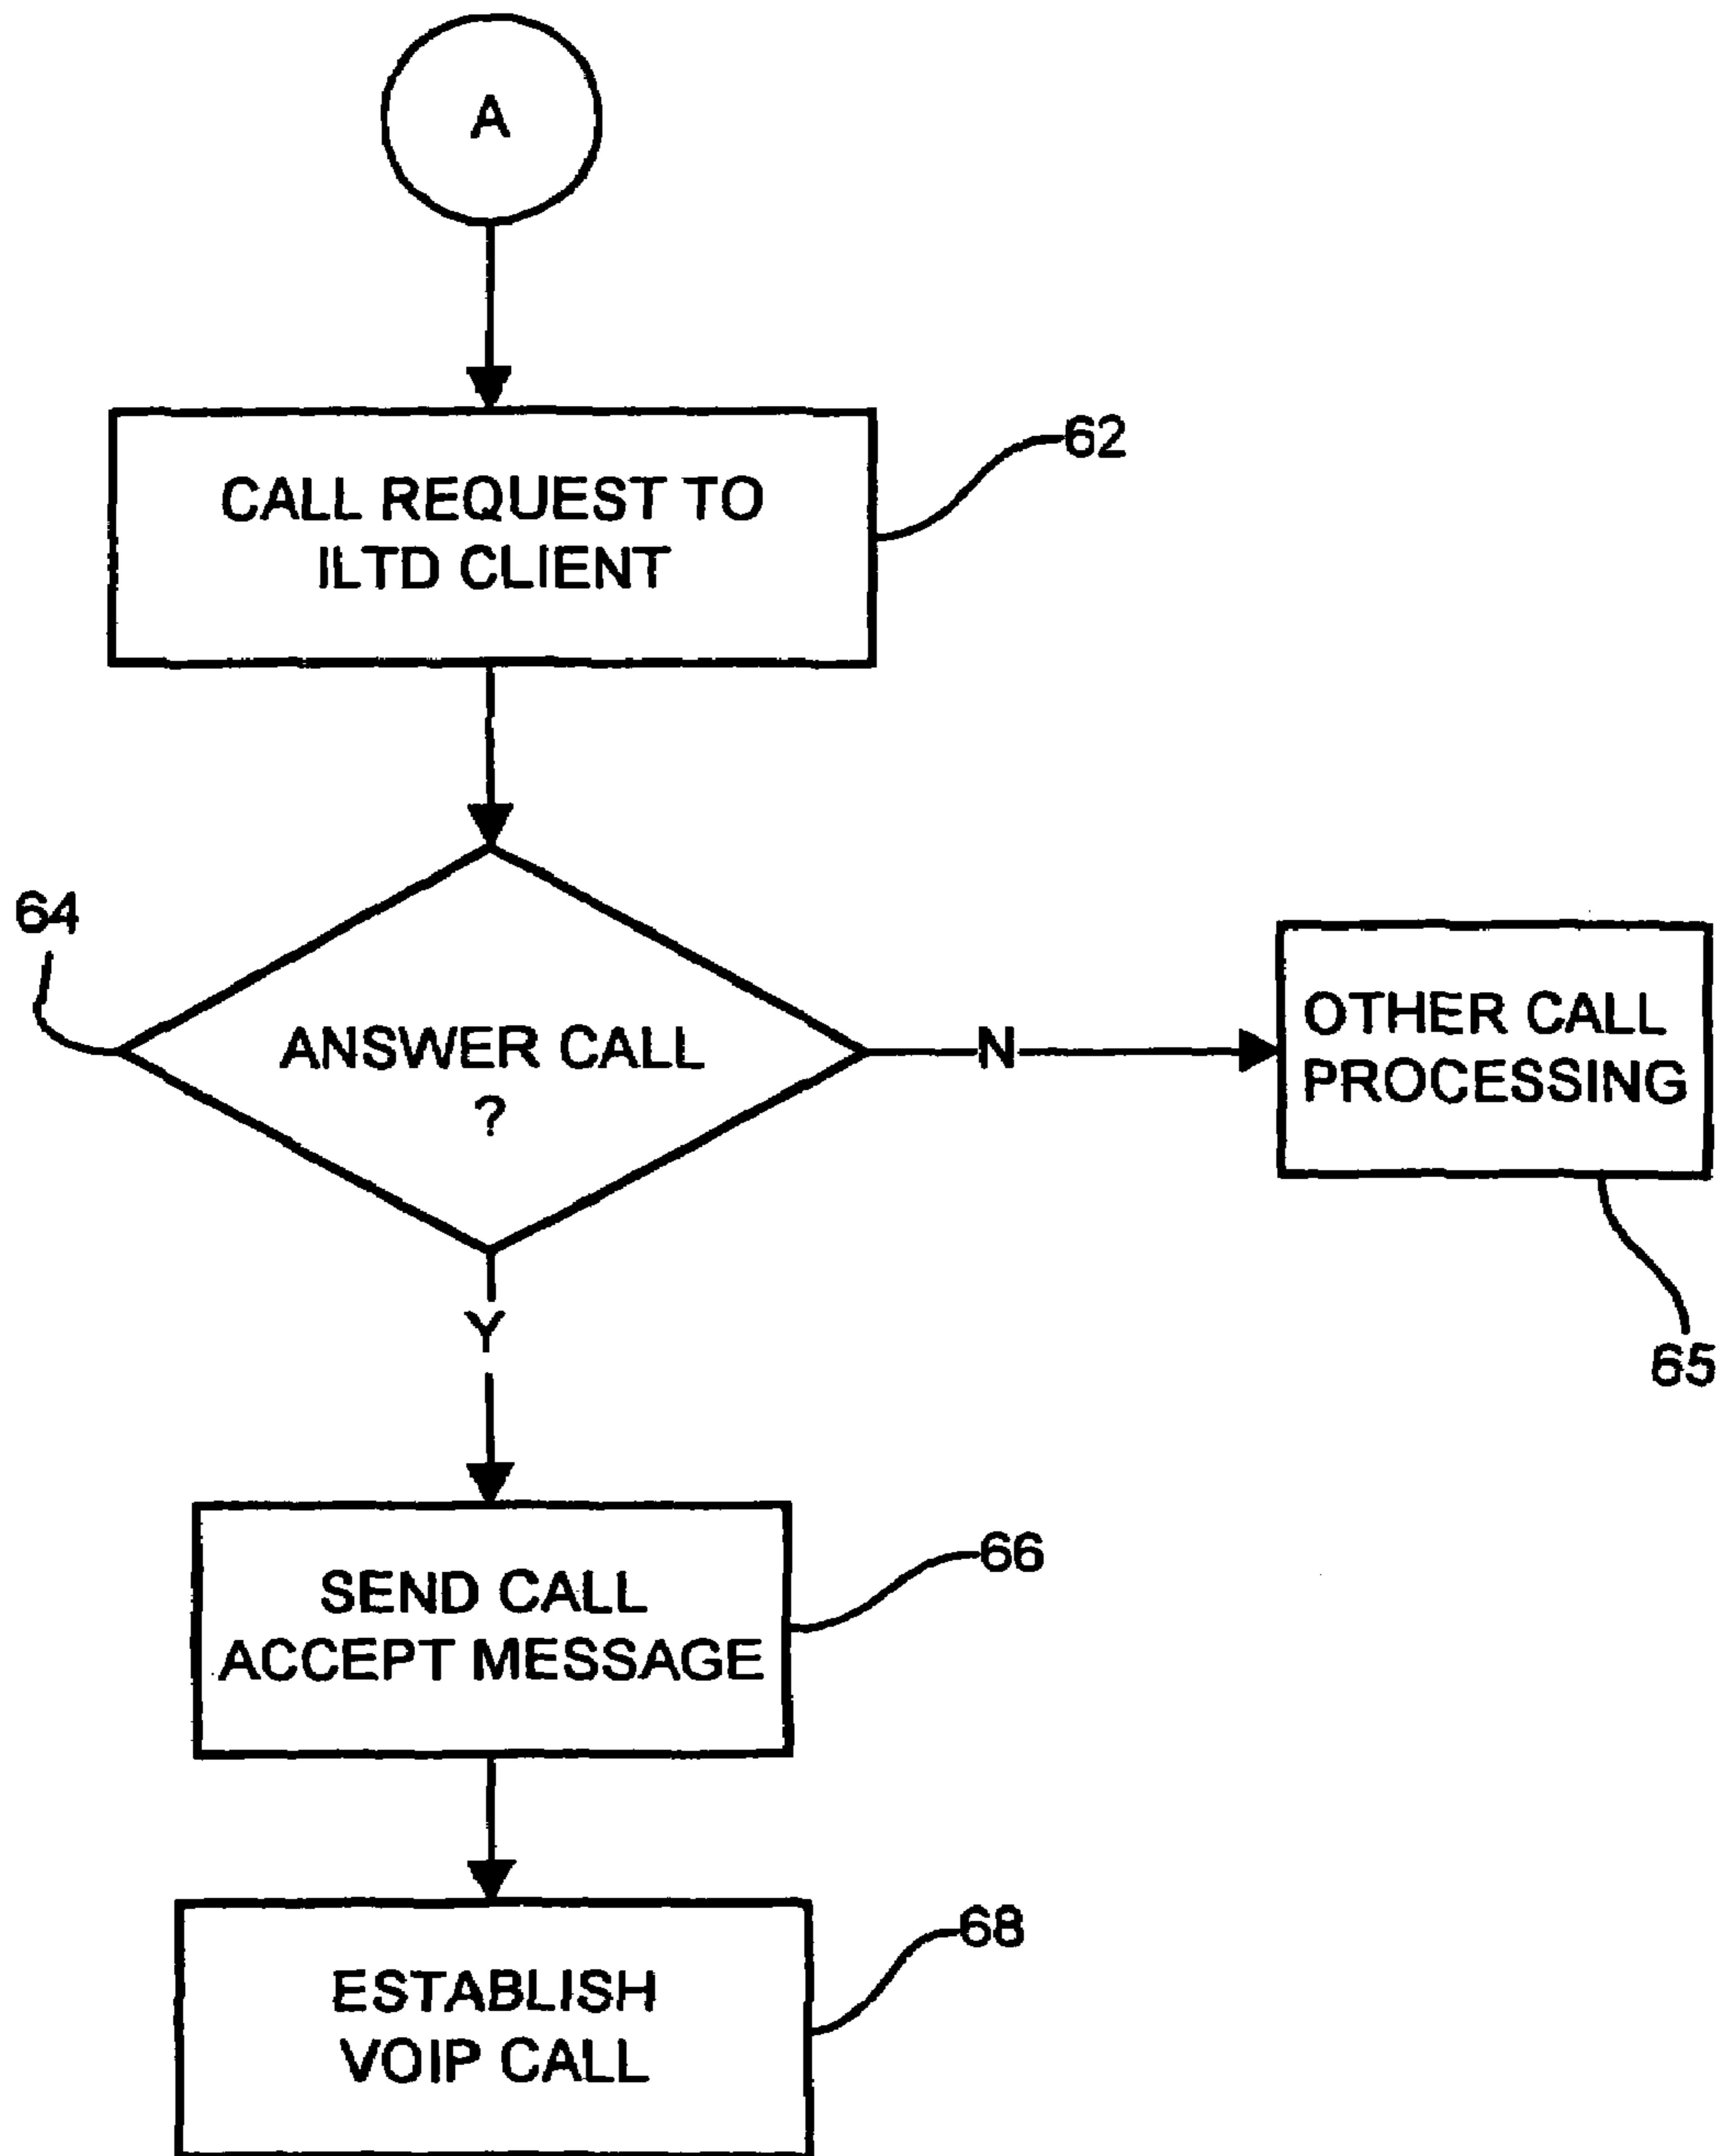 A
CALL REQUEST TO
ILTD CLIENT
62
64
ANSWER CALL
?
N
OTHER CALL
PROCESSING
65
Y
SEND CALL
ACCEPT MESSAGE
66
ESTABLISH
VOIP CALL
68